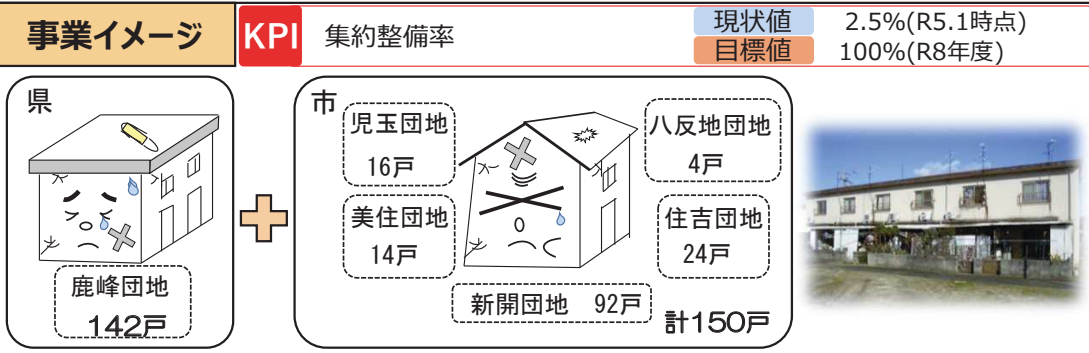 事業イメージ KPI 集約整備率 現状値 2.5%(R5.1時点)
目標値 100%(R8年度)
県
鹿峰団地
142戸
市
児玉団地
16戸
八反地団地
4戸
美住団地
14戸
住吉団地
24戸
新開団地 92戸
計150戸